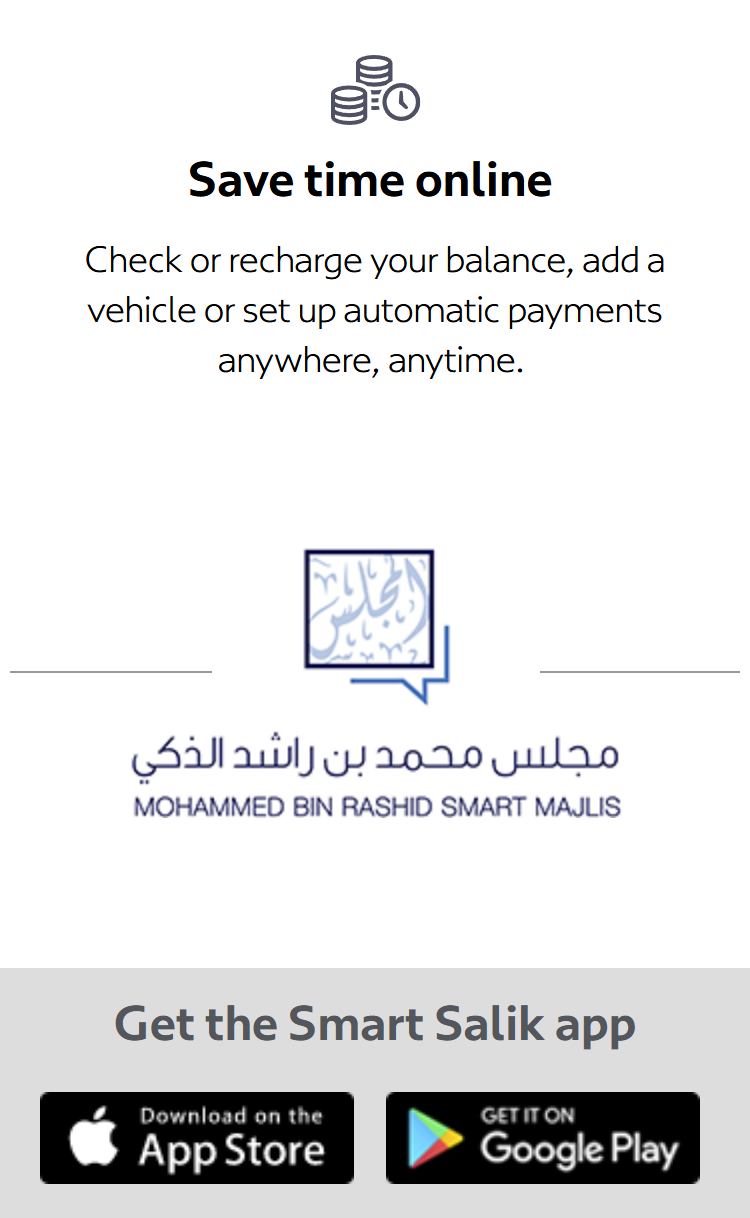 Save time online
Check or recharge your balance, add a
vehicle or set up automatic payments
anywhere, anytime.
المجلس
مجلس محمد بن راشد الذكي
MOHAMMED BIN RASHID SMART MAJLIS
Get the Smart Salik app
Download on the
App Store
GET IT ON
Google Play